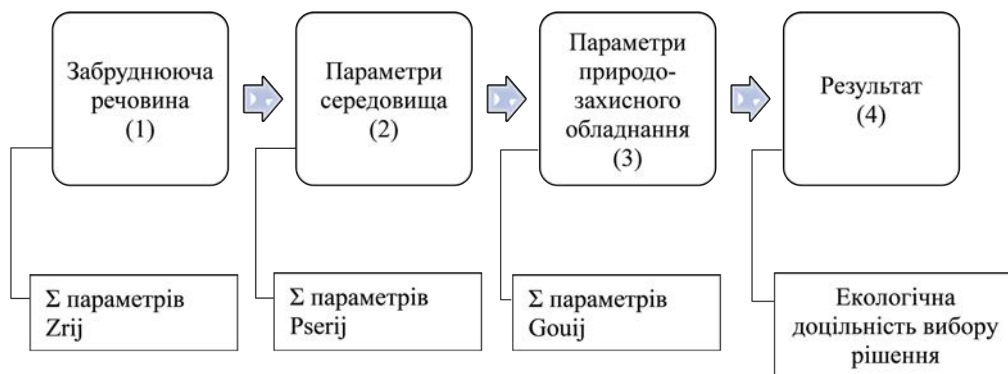 Забруднююча
речовина
(1)
Параметри
середовища
(2)
Параметри
природо-
захисного
обладнання
(3)
Результат
(4)
Σ параметрів
Zrij
Σ параметрів
Pserij
Σ параметрів
Gouij
Екологічна
доцільність вибору
рішення